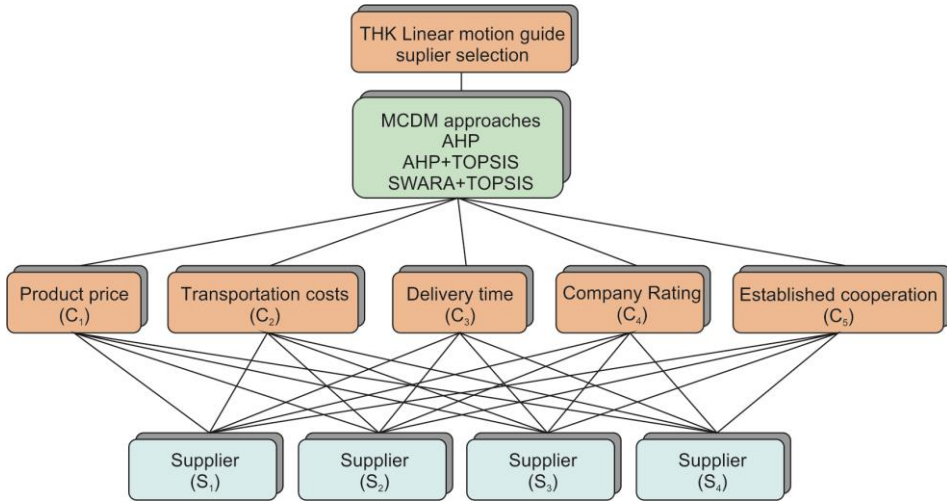 THK Linear motion guide
suplier selection
MCDM approaches
AHP
AHP+TOPSIS
SWARA+TOPSIS
Product price
(C₁)
Transportation costs
(C₂)
Delivery time
(C₃)
Company Rating
(C₄)
Established cooperation
(C₅)
Supplier
(S₁)
Supplier
(S₂)
Supplier
(S₃)
Supplier
(S₄)